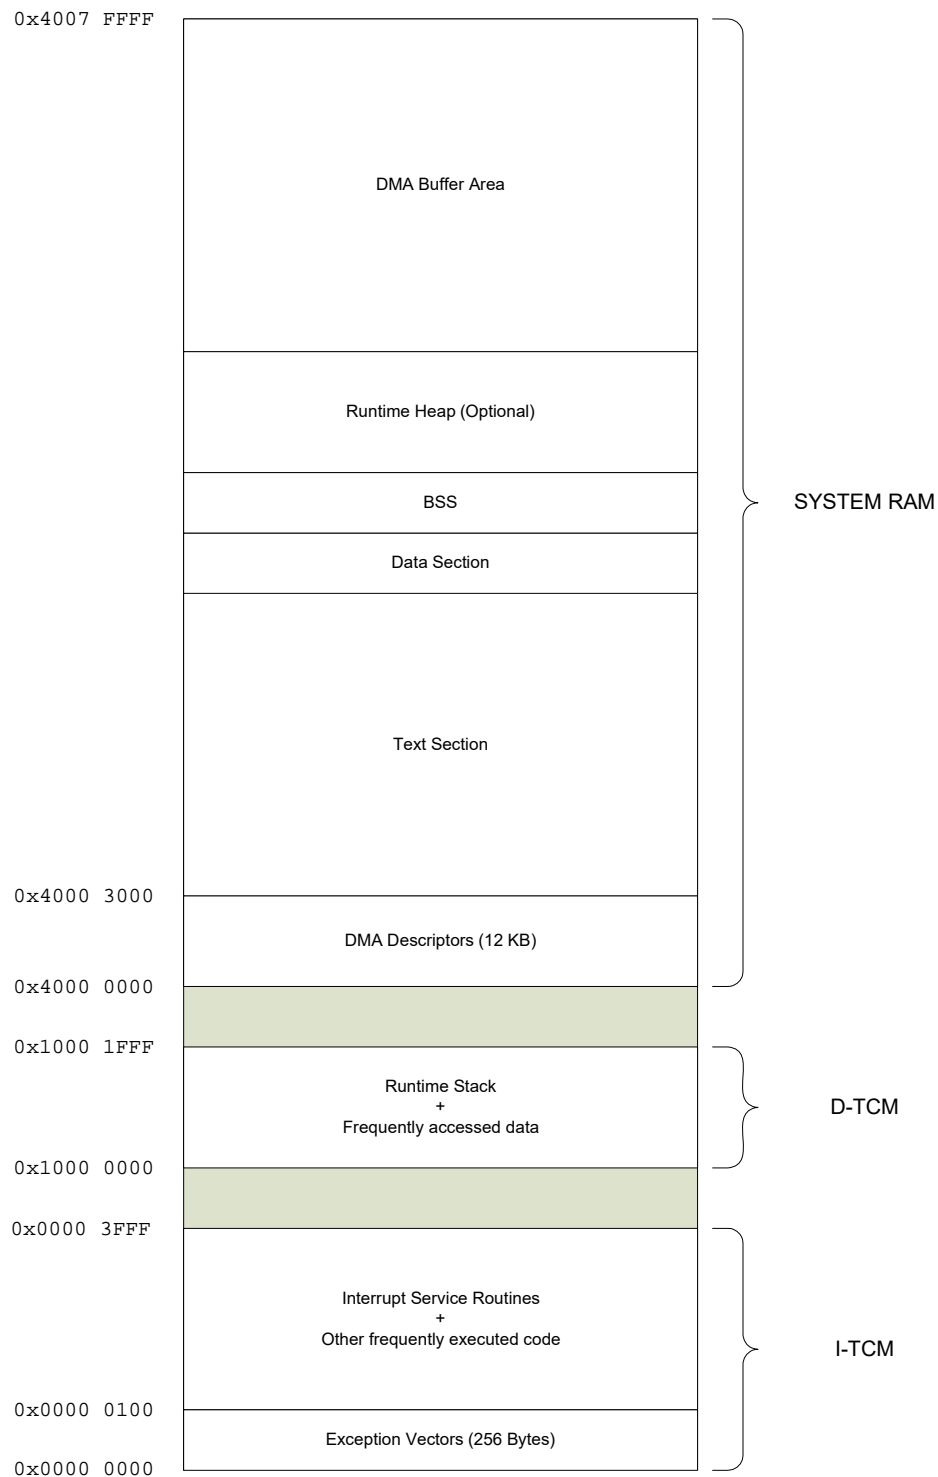 0x4007 FFFF
DMA Buffer Area
Runtime Heap (Optional)
BSS
SYSTEM RAM
Data Section
Text Section
0x4000 3000
DMA Descriptors (12 KB)
0x4000 0000
0x1000 1FFF
Runtime Stack
+
Frequently accessed data
D-TCM
0x1000 0000
0x0000 3FFF
Interrupt Service Routines
+
Other frequently executed code
I-TCM
0x0000 0100
Exception Vectors (256 Bytes)
0x0000 0000